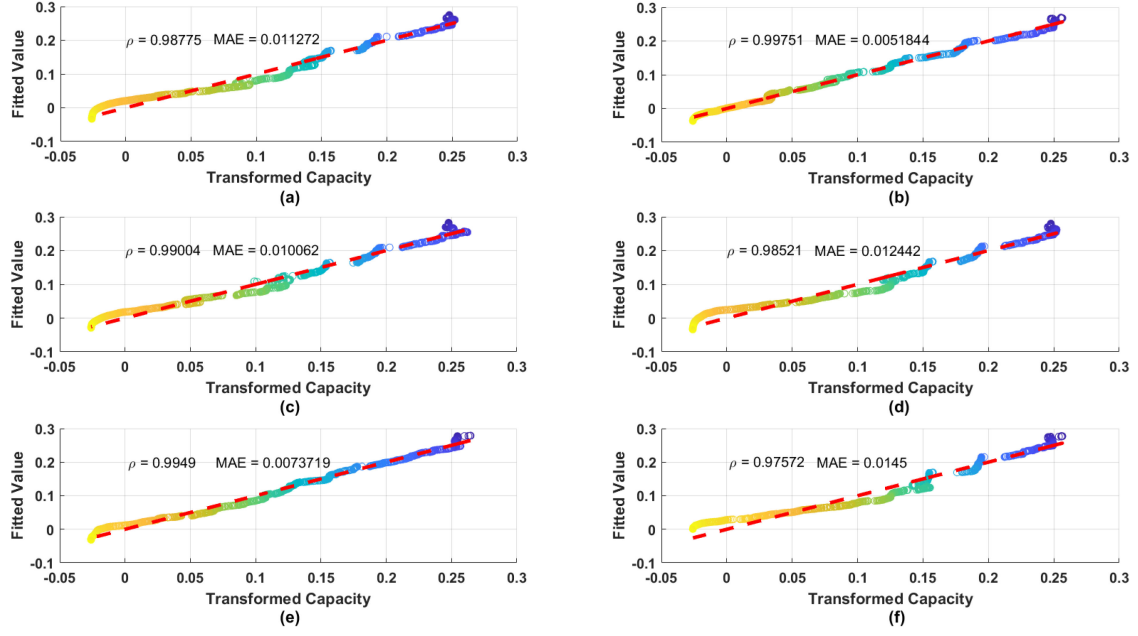 0.3
0.2
0.1
0
-0.1
Fitted Value
ρ = 0.98775 MAE = 0.011272
-0.05 0 0.05 0.1 0.15 0.2 0.25 0.3
Transformed Capacity
(a)
0.3
0.2
0.1
0
-0.1
Fitted Value
ρ = 0.99751 MAE = 0.0051844
-0.05 0 0.05 0.1 0.15 0.2 0.25 0.3
Transformed Capacity
(b)
0.3
0.2
0.1
0
-0.1
Fitted Value
ρ = 0.99004 MAE = 0.010062
-0.05 0 0.05 0.1 0.15 0.2 0.25 0.3
Transformed Capacity
(c)
0.3
0.2
0.1
0
-0.1
Fitted Value
ρ = 0.98521 MAE = 0.012442
-0.05 0 0.05 0.1 0.15 0.2 0.25 0.3
Transformed Capacity
(d)
0.3
0.2
0.1
0
-0.1
Fitted Value
ρ = 0.9949 MAE = 0.0073719
-0.05 0 0.05 0.1 0.15 0.2 0.25 0.3
Transformed Capacity
(e)
0.3
0.2
0.1
0
-0.1
Fitted Value
ρ = 0.97572 MAE = 0.0145
-0.05 0 0.05 0.1 0.15 0.2 0.25 0.3
Transformed Capacity
(f)